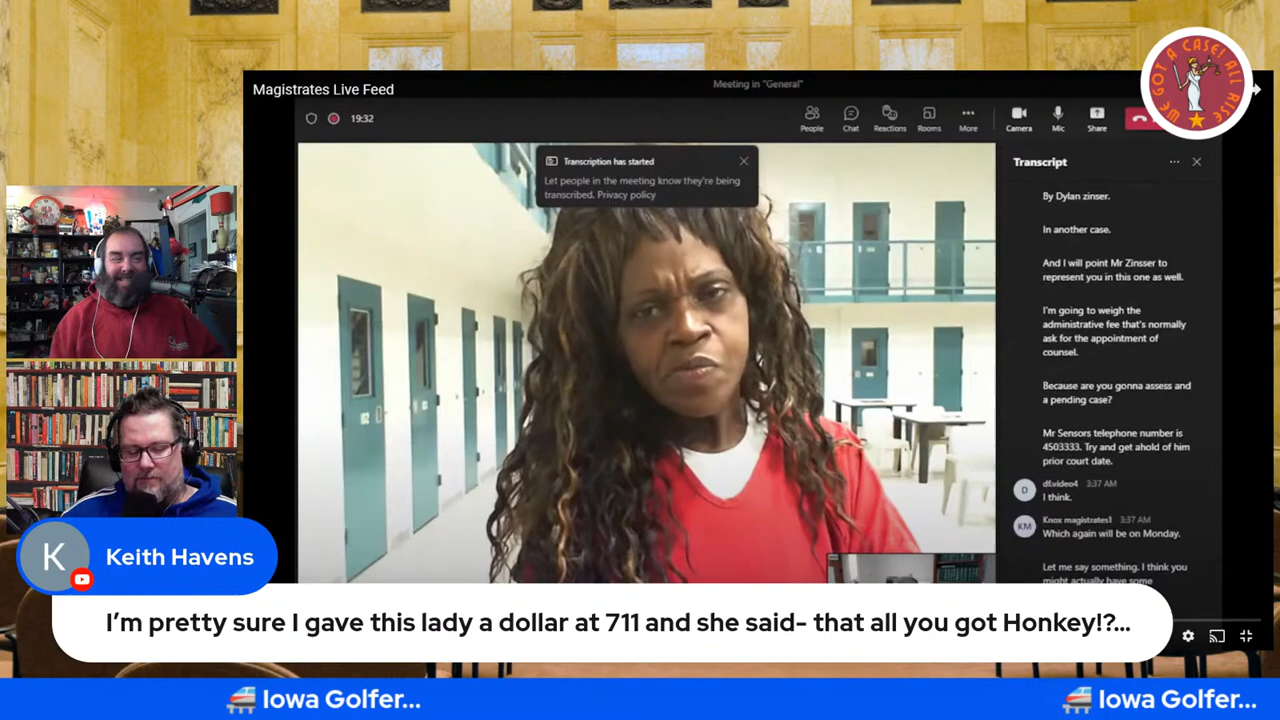 WE GOT A CASE! ALL RISE
Magistrates Live Feed
Meeting in "General"
19:32
People
Chat
Reactions
Rooms
More
Camera
Mic
Share
Transcription has started
Let people in the meeting know they're being
transcribed. Privacy policy
Transcript
By Dylan zinser.
In another case.
And I will point Mr Zinsser to
represent you in this one as well.
I'm going to weigh the
administrative fee that's normally
ask for the appointment of
counsel.
Because are you gonna assess and
a pending case?
Mr Sensors telephone number is
4503333. Try and get ahold of him
prior court date.
D
df.video4 3:37 AM
I think.
KM
Knox magistrates1 3:37 AM
Which again will be on Monday.
Let me say something. I think you
might actually have some
K
Keith Havens
I'm pretty sure I gave this lady a dollar at 711 and she said- that all you got Honkey!?...
Iowa Golfer...
Iowa Golfer...